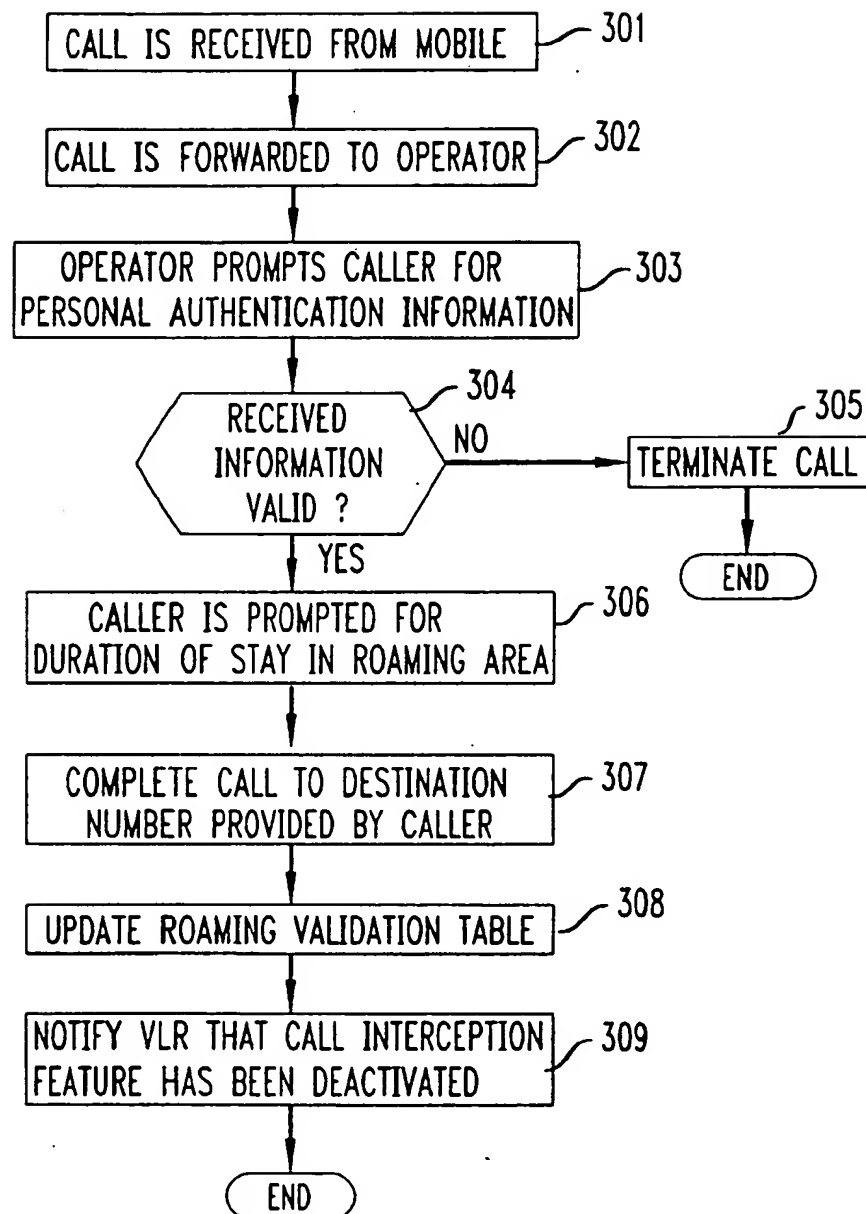 CALL IS RECEIVED FROM MOBILE
301
CALL IS FORWARDED TO OPERATOR
302
OPERATOR PROMPTS CALLER FOR
PERSONAL AUTHENTICATION INFORMATION
303
304
RECEIVED
INFORMATION
VALID ?
NO
305
TERMINATE CALL
END
YES
306
CALLER IS PROMPTED FOR
DURATION OF STAY IN ROAMING AREA
307
COMPLETE CALL TO DESTINATION
NUMBER PROVIDED BY CALLER
308
UPDATE ROAMING VALIDATION TABLE
309
NOTIFY VLR THAT CALL INTERCEPTION
FEATURE HAS BEEN DEACTIVATED
END